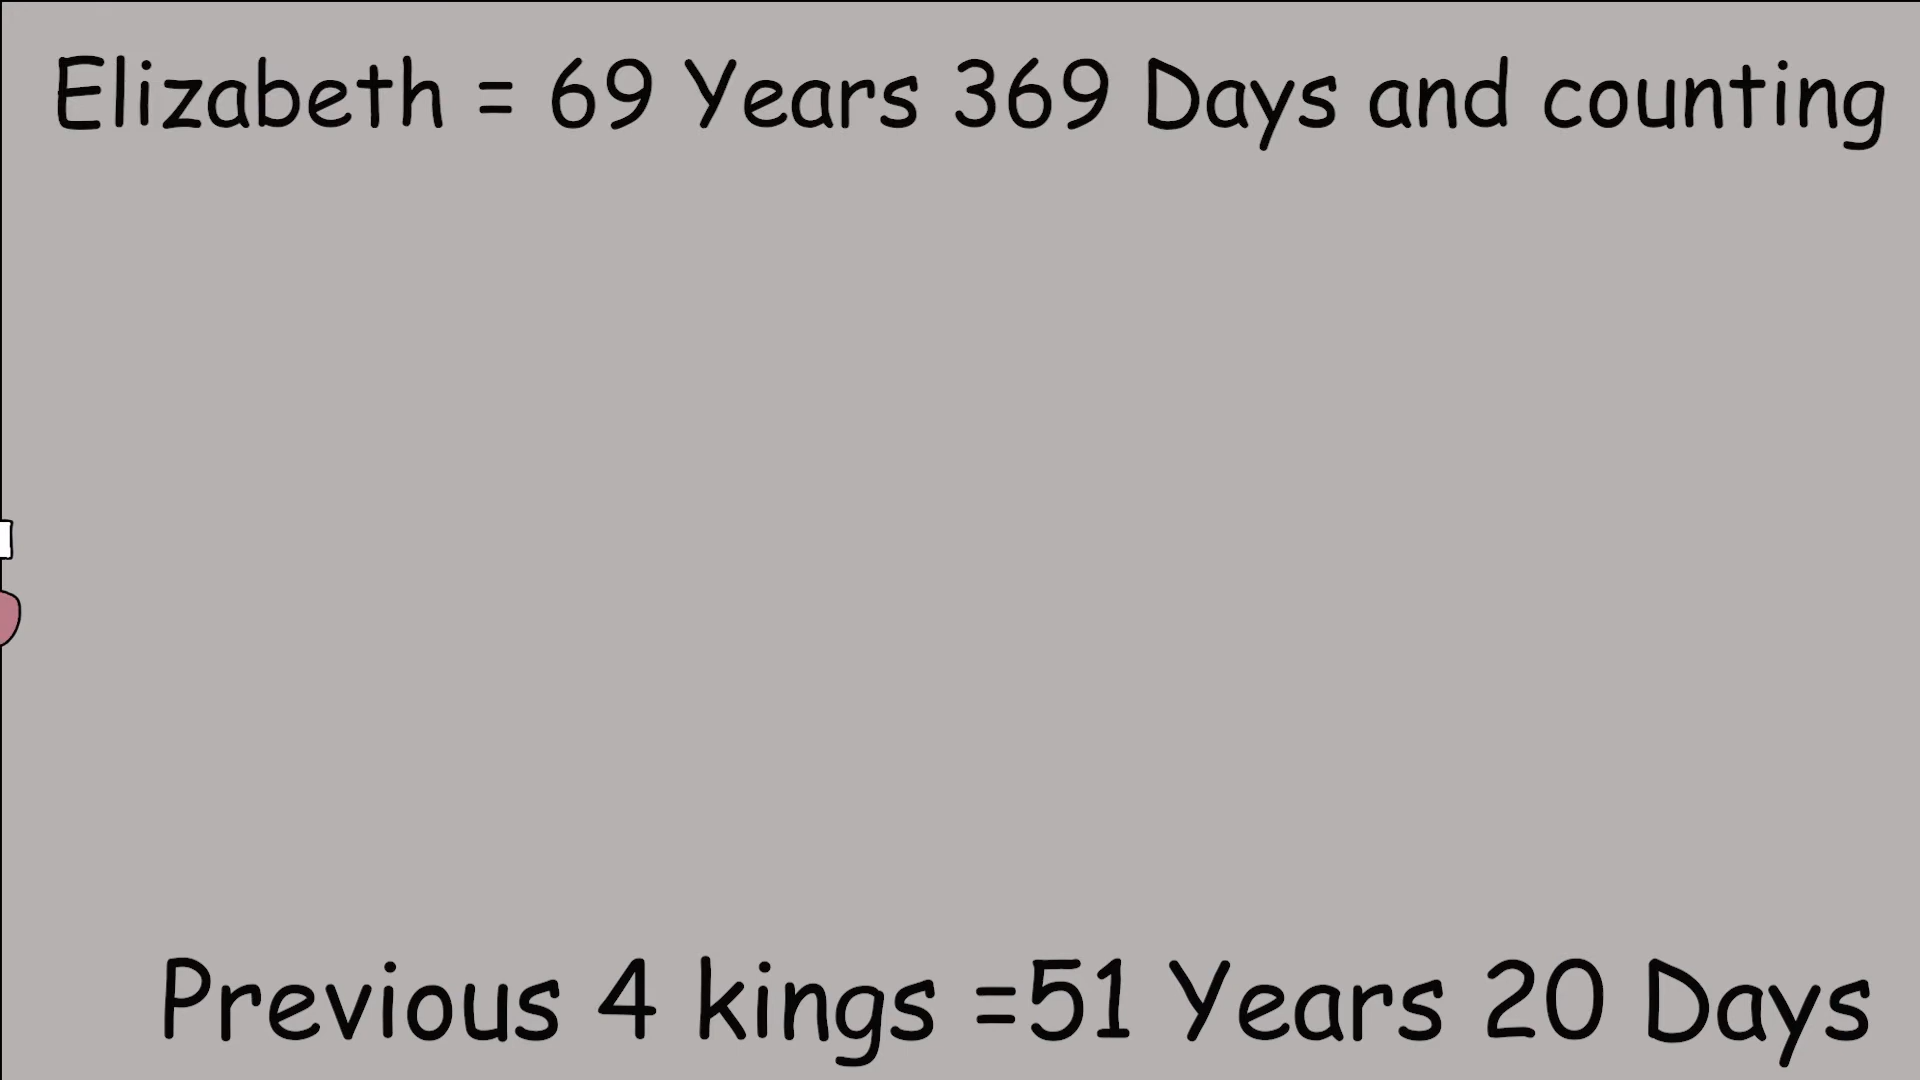 Elizabeth = 69 Years 369 Days and counting
Previous 4 kings =51 Years 20 Days